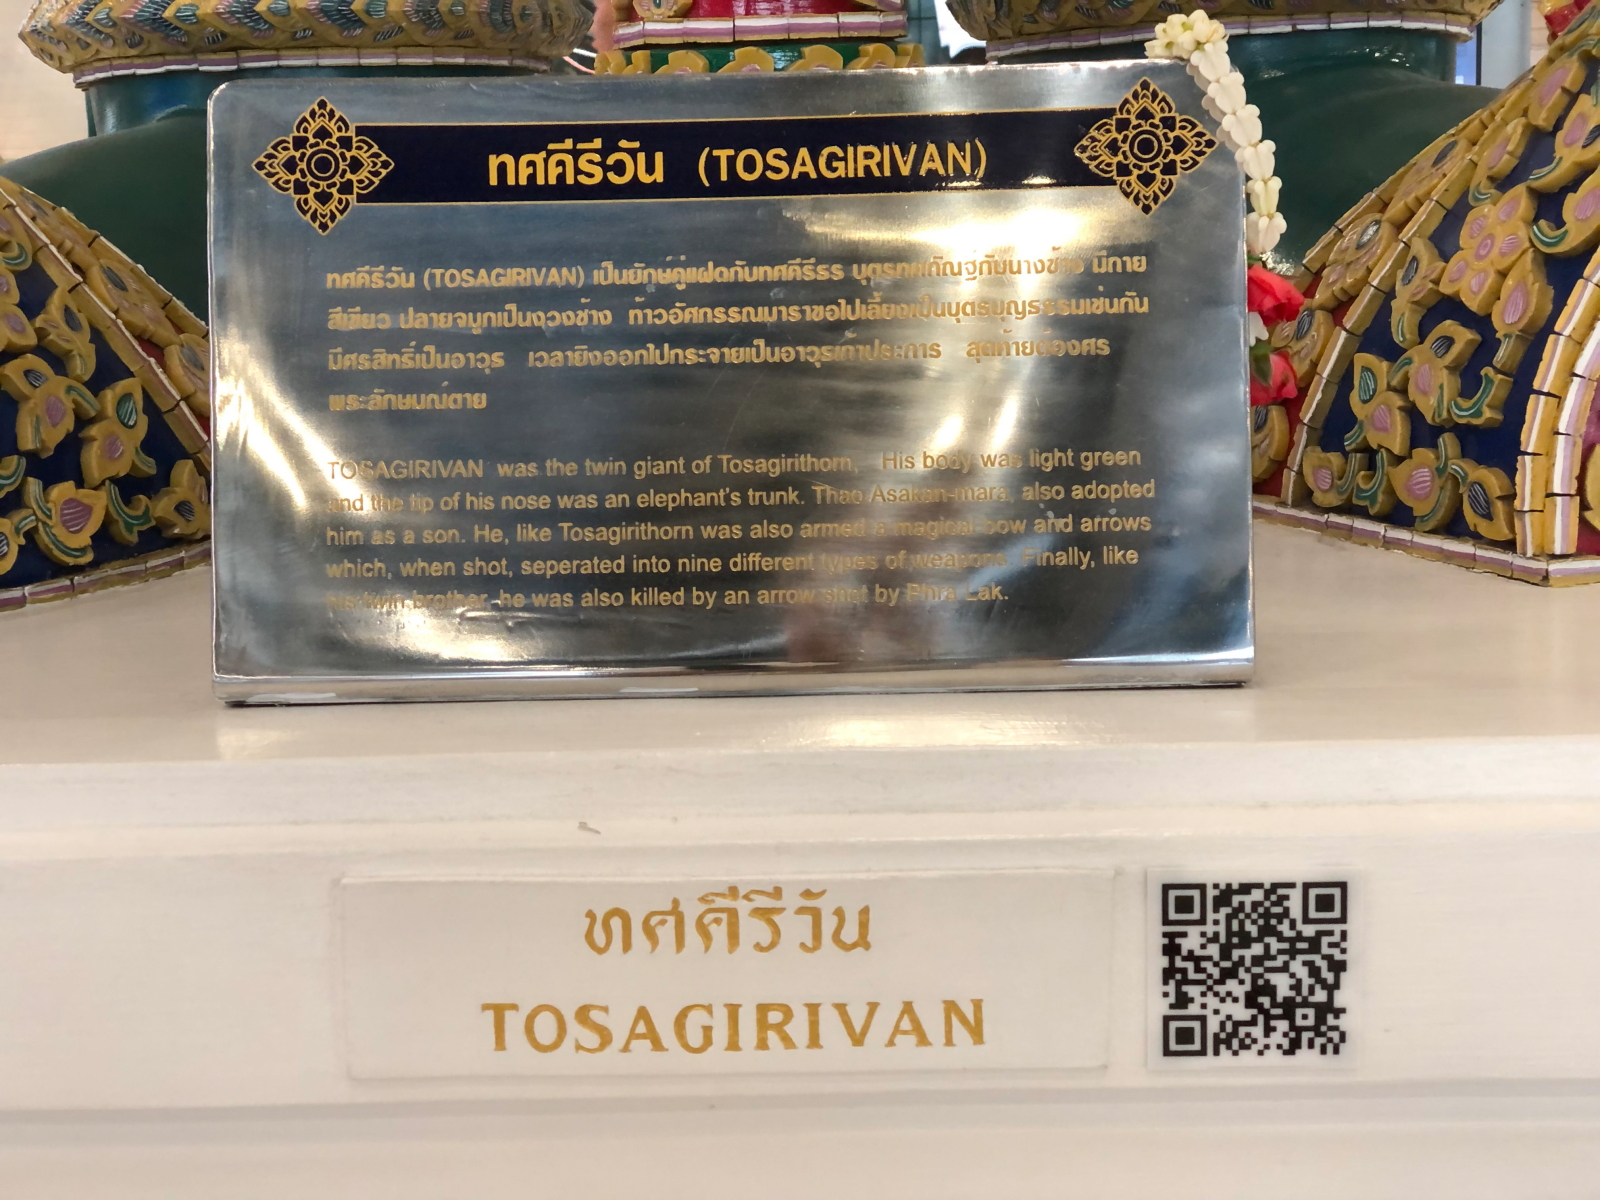 ทศคีรีวัน (TOSAGIRIVAN)
ทศคีรีวัน (TOSAGIRIVAN) เป็นยักษ์คู่แฝดกับทศคีรีธร บุตรทศกัณฐ์กับนางช้าง มีกาย
สีเขียว ปลายจมูกเป็นงวงช้าง ท้าวอัศกรรณมาราขอไปเลี้ยงเป็นบุตรบุญธรรมเช่นกัน
มีศรสิทธิ์เป็นอาวุธ เวลายิงออกไปกระจายเป็นอาวุธเก้าประการ สุดท้ายต้องศร
พระลักษมณ์ตาย
TOSAGIRIVAN was the twin giant of Tosagirithorn, His body was light green
and the tip of his nose was an elephant's trunk. Thao Asakan-mara, also adopted
him as a son. He, like Tosagirithorn was also armed a magical bow and arrows
which, when shot, seperated into nine different types of weapons. Finally, like
his twin brother, he was also killed by an arrow shot by Phra Lak.
ทศคีรีวัน
TOSAGIRIVAN